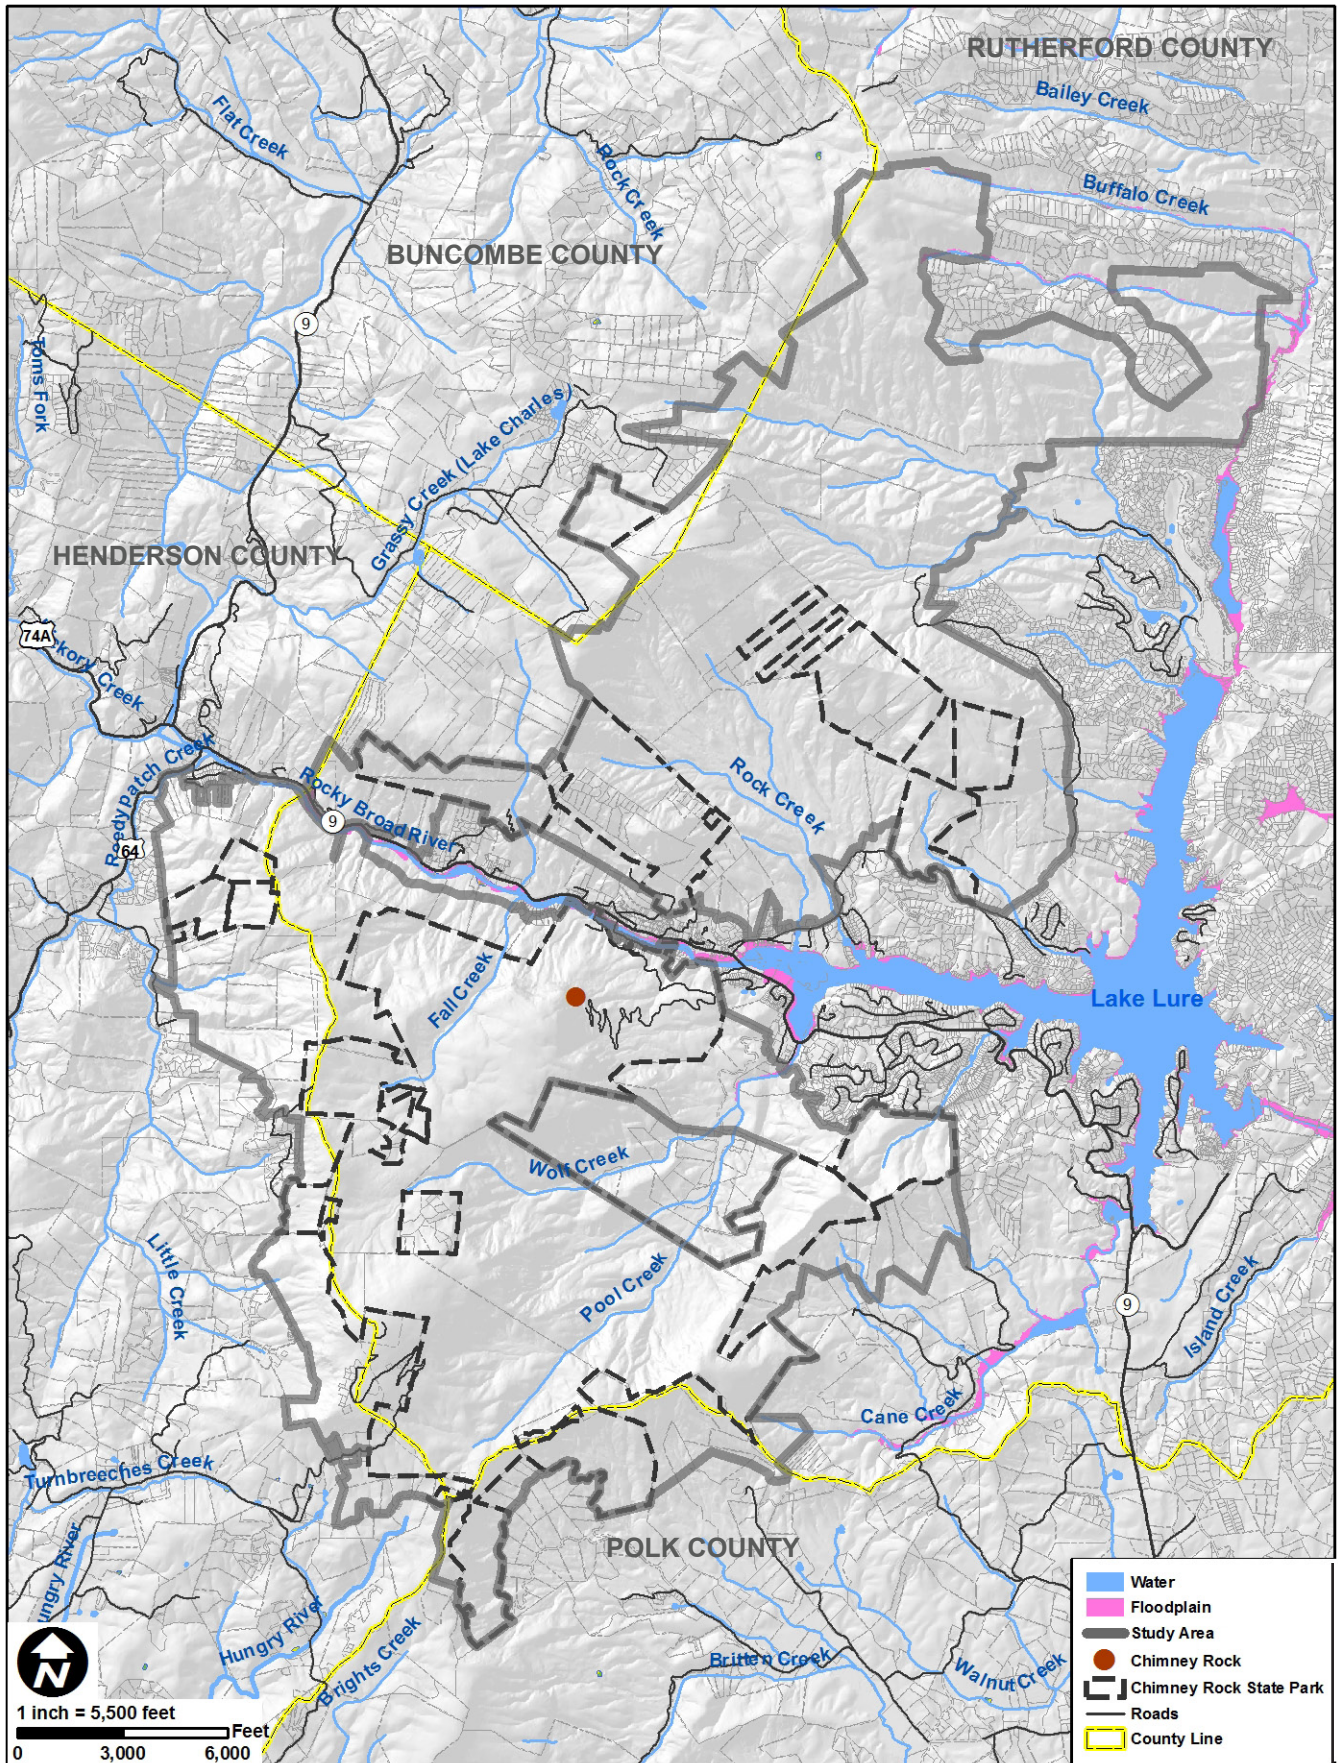 RUTHERFORD COUNTY
Bailey Creek
Flat Creek
Rock Creek
Buffalo Creek
BUNCOMBE COUNTY
9
Toms Fork
Grassy Creek (Lake Charles)
HENDERSON COUNTY
74A
Reedypatch Creek
Rocky Broad River
Rock Creek
9
64
Fall Creek
Lake Lure
Wolf Creek
Little Creek
Pool Creek
Island Creek
9
Cane Creek
Turnbreeches Creek
POLK COUNTY
Hungry River
Brights Creek
Britten Creek
Walnut Creek
N
1 inch = 5,500 feet
Feet
0 3,000 6,000
Water
Floodplain
Study Area
Chimney Rock
Chimney Rock State Park
Roads
County Line